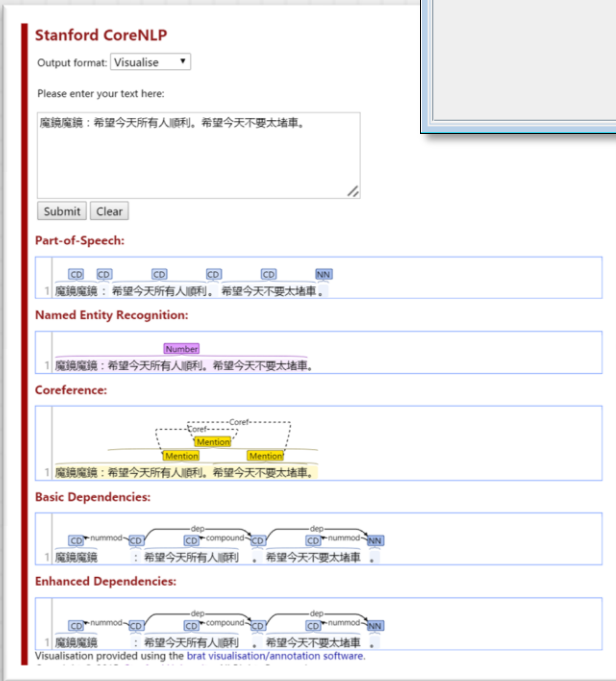 Stanford CoreNLP
Output format: Visualise
Please enter your text here:
魔鏡魔鏡：希望今天所有人順利。希望今天不要太堵車。
Submit Clear
Part-of-Speech:
CD CD CD CD CD NN
1 魔鏡魔鏡： 希望今天所有人順利。 希望今天不要太堵車。
Named Entity Recognition:
Number
1 魔鏡魔鏡：希望今天所有人順利。希望今天不要太堵車。
Coreference:
Coref
Coref
Mention
Mention Mention
1 魔鏡魔鏡：希望今天所有人順利。希望今天不要太堵車。
Basic Dependencies:
dep dep
CD nummod CD CD compound CD CD nummod NN
1 魔鏡魔鏡 ： 希望今天所有人順利 。 希望今天不要太堵車 。
Enhanced Dependencies:
dep dep
CD nummod CD CD compound CD CD nummod NN
1 魔鏡魔鏡 ： 希望今天所有人順利 。 希望今天不要太堵車 。
Visualisation provided using the brat visualisation/annotation software.